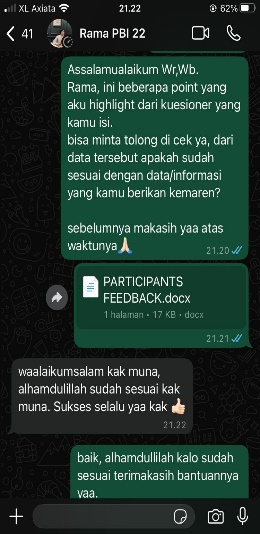 XL Axiata
21.22
62%
41
Rama PBI 22
Assalamualaikum Wr,Wb.
Rama, ini beberapa point yang
aku highlight dari kuesioner yang
kamu isi.
bisa minta tolong di cek ya, dari
data tersebut apakah sudah
sesuai dengan data/informasi
yang kamu berikan kemaren?
sebelumnya makasih yaa atas
waktunya🙏🏻
21.20
PARTICIPANTS
FEEDBACK.docx
1 halaman • 17 KB • docx
21.21
waalaikumsalam kak muna,
alhamdulillah sudah sesuai kak
muna. Sukses selalu yaa kak 👍🏻
21.22
baik, alhamdullilah kalo sudah
sesuai terimakasih bantuannya
yaa.